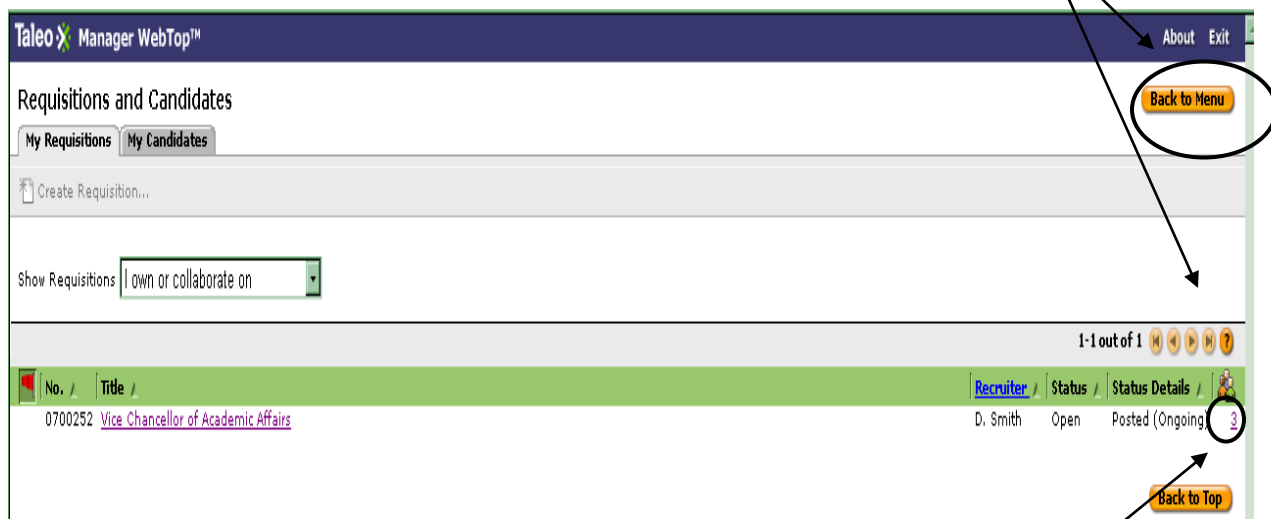 Taleo Manager WebTop™ About Exit
Requisitions and Candidates Back to Menu
My Requisitions My Candidates
Create Requisition...
Show Requisitions I own or collaborate on
1-1 out of 1 ?
No. Title Recruiter Status Status Details
0700252 Vice Chancellor of Academic Affairs D. Smith Open Posted (Ongoing) 3
Back to Top